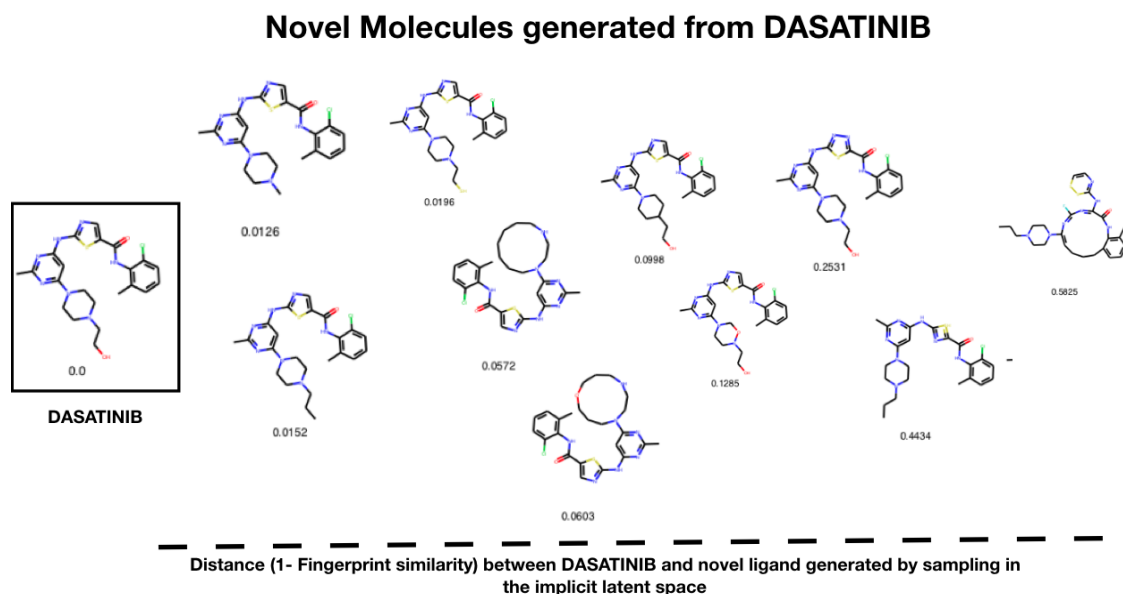 Novel Molecules generated from DASATINIB
0.0126
0.0196
0.0998
0.2531
0.5825
0.0
DASATINIB
0.0152
0.0572
0.1285
0.4434
0.0603
Distance (1- Fingerprint similarity) between DASATINIB and novel ligand generated by sampling in
the implicit latent space